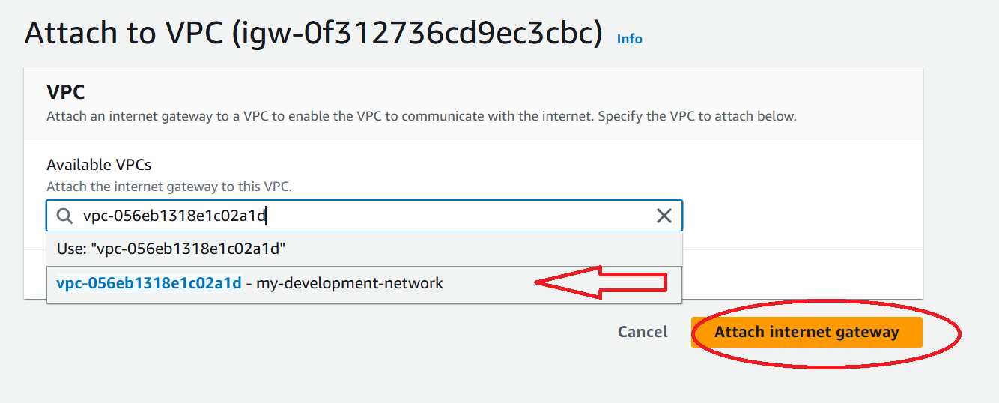 Attach to VPC (igw-0f312736cd9ec3cbc) Info
VPC
Attach an internet gateway to a VPC to enable the VPC to communicate with the internet. Specify the VPC to attach below.
Available VPCs
Attach the internet gateway to this VPC.
vpc-056eb1318e1c02a1d
Use: "vpc-056eb1318e1c02a1d"
vpc-056eb1318e1c02a1d - my-development-network
Cancel Attach internet gateway